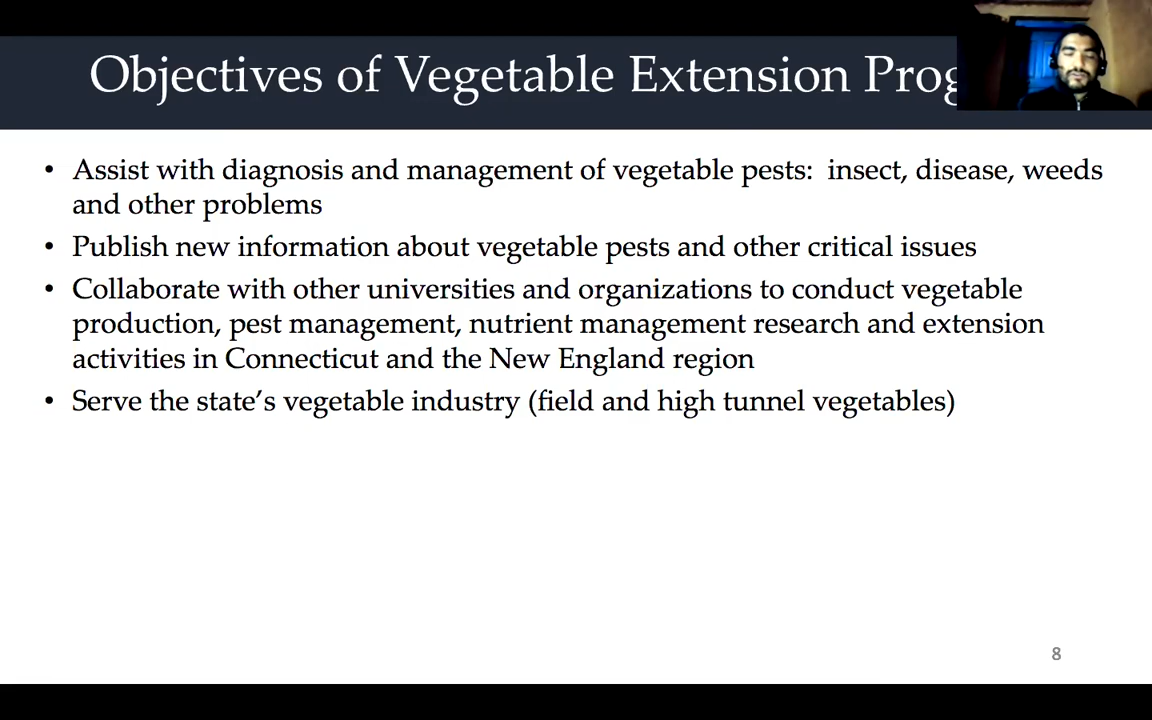 Objectives of Vegetable Extension
• Assist with diagnosis and management of vegetable pests:  insect, disease, weeds
and other problems
• Publish new information about vegetable pests and other critical issues
• Collaborate with other universities and organizations to conduct vegetable
production, pest management, nutrient management research and extension
activities in Connecticut and the New England region
• Serve the state’s vegetable industry (field and high tunnel vegetables)
8